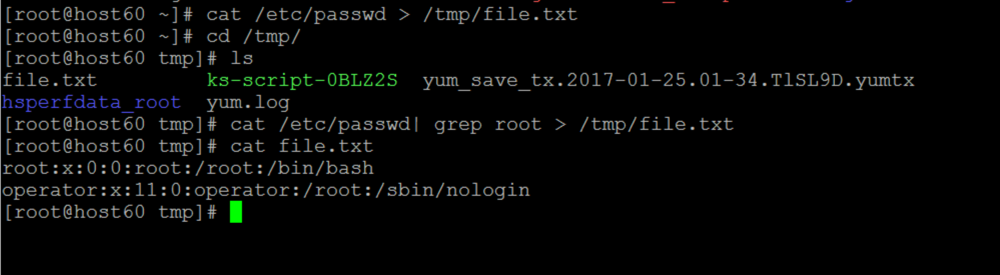 [root@host60 ~]# cat /etc/passwd > /tmp/file.txt
[root@host60 ~]# cd /tmp/
[root@host60 tmp]# ls
file.txt         ks-script-0BLZ2S  yum_save_tx.2017-01-25.01-34.TlSL9D.yumtx
hsperfdata_root  yum.log
[root@host60 tmp]# cat /etc/passwd| grep root > /tmp/file.txt
[root@host60 tmp]# cat file.txt
root:x:0:0:root:/root:/bin/bash
operator:x:11:0:operator:/root:/sbin/nologin
[root@host60 tmp]#